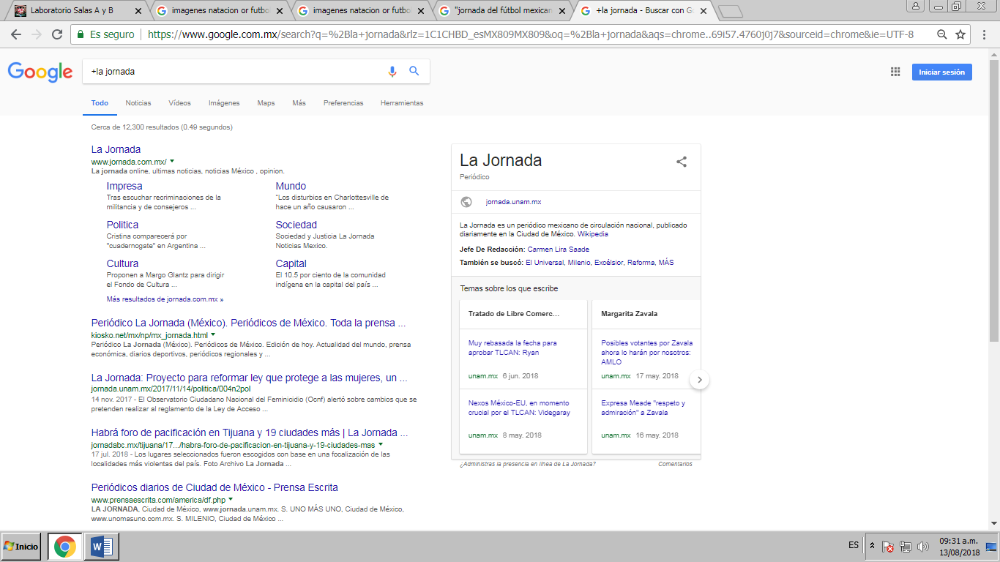 Laboratorio Salas A y B
imagenes natacion or futbo
imagenes natacion or futbo
"jornada del fútbol mexican
+la jornada - Buscar con G
Es seguro
https://www.google.com.mx/search?q=%2Bla+jornada&rlz=1C1CHBD_esMX809MX809&oq=%2Bla+jornada&aqs=chrome..69i57.4760j0j7&sourceid=chrome&ie=UTF-8
Google
+la jornada
Iniciar sesión
Todo Noticias Vídeos Imágenes Maps Más Preferencias Herramientas
Cerca de 12,300 resultados (0.49 segundos)
La Jornada
www.jornada.com.mx/
La jornada online, ultimas noticias, noticias México , opinion.
Impresa
Tras escuchar recriminaciones de la
militancia y de consejeros ...
Mundo
"Los disturbios en Charlottesville de
hace un año causaron ...
Politica
Cristina comparecerá por
"cuadernogate" en Argentina ...
Sociedad
Sociedad y Justicia La Jornada
Noticias Mexico.
Cultura
Proponen a Margo Glantz para dirigir
el Fondo de Cultura ...
Capital
El 10.5 por ciento de la comunidad
indígena en la capital del país ...
Más resultados de jornada.com.mx »
Periódico La Jornada (México). Periódicos de México. Toda la prensa ...
kiosko.net/mx/np/mx_jornada.html
Periódico La Jornada (México). Periódicos de México. Edición de hoy. Actualidad del mundo, prensa
económica, diarios deportivos, periódicos regionales y ...
La Jornada: Proyecto para reformar ley que protege a las mujeres, un ...
jornada.unam.mx/2017/11/14/politica/004n2pol
14 nov. 2017 - El Observatorio Ciudadano Nacional del Feminicidio (Ocnf) alertó sobre cambios que se
pretenden realizar al reglamento de la Ley de Acceso ...
Habrá foro de pacificación en Tijuana y 19 ciudades más | La Jornada ...
jornadabc.mx/tijuana/17.../habra-foro-de-pacificacion-en-tijuana-y-19-ciudades-mas
17 jul. 2018 - Los lugares seleccionados fueron escogidos con base en una focalización de las
localidades más violentas del país. Foto Archivo La Jornada ...
Periódicos diarios de Ciudad de México - Prensa Escrita
www.prensaescrita.com/america/df.php
LA JORNADA, Ciudad de México, www.jornada.unam.mx. S. UNO MÁS UNO, Ciudad de México,
www.unomasuno.com.mx. S. MILENIO, Ciudad de México ...
La Jornada
Periódico
jornada.unam.mx
La Jornada es un periódico mexicano de circulación nacional, publicado
diariamente en la Ciudad de México. Wikipedia
Jefe De Redacción: Carmen Lira Saade
También se buscó: El Universal, Milenio, Excélsior, Reforma, MÁS
Temas sobre los que escribe
Tratado de Libre Comerc...
Muy rebasada la fecha para
aprobar TLCAN: Ryan
unam.mx 6 jun. 2018
Nexos México-EU, en momento
crucial por el TLCAN: Videgaray
unam.mx 8 may. 2018
Margarita Zavala
Posibles votantes por Zavala
ahora lo harán por nosotros:
AMLO
unam.mx 17 may. 2018
Expresa Meade "respeto y
admiración" a Zavala
unam.mx 16 may. 2018
¿Administras la presencia en línea de La Jornada?
Comentarios
Inicio
ES
09:31 a.m.
13/08/2018